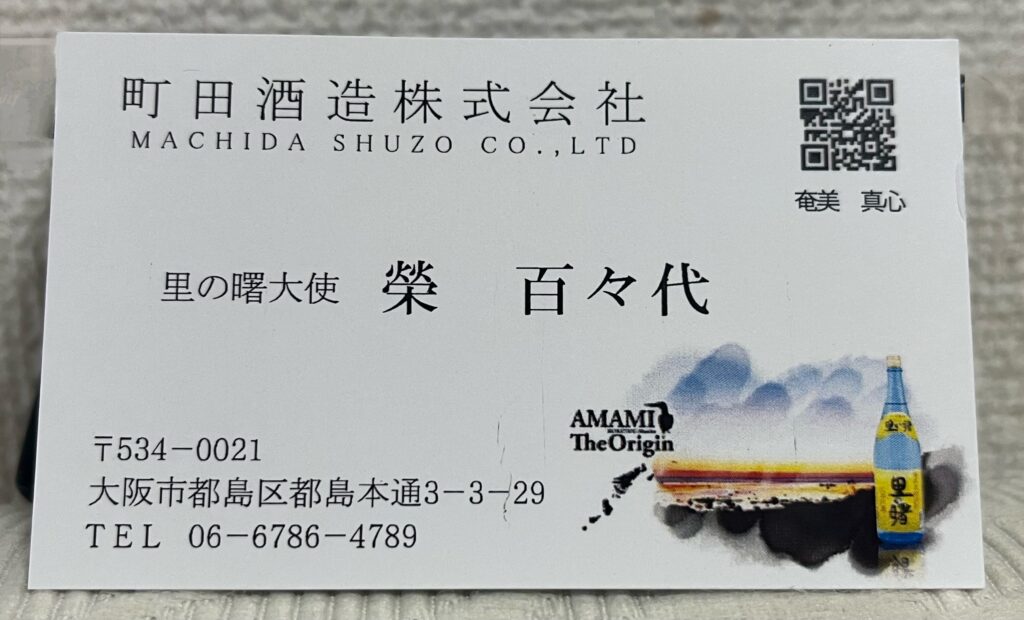 町田酒造株式会社
MACHIDA SHUZO CO.,LTD
奄美　真心
里の曙大使　榮　百々代
AMAMI
The Origin
里の曙
〒534－0021
大阪市都島区都島本通3－3－29
TEL　06－6786－4789